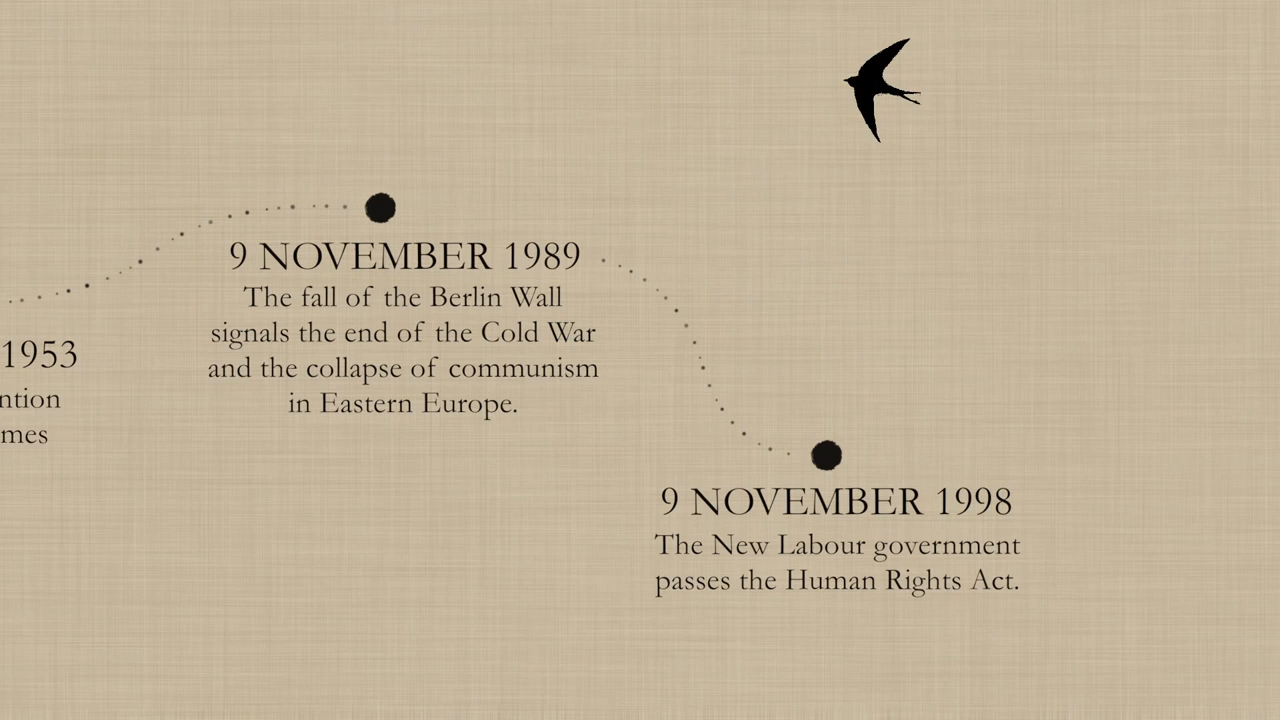 1953
ntion
mes
9 NOVEMBER 1989
The fall of the Berlin Wall
signals the end of the Cold War
and the collapse of communism
in Eastern Europe.
9 NOVEMBER 1998
The New Labour government
passes the Human Rights Act.